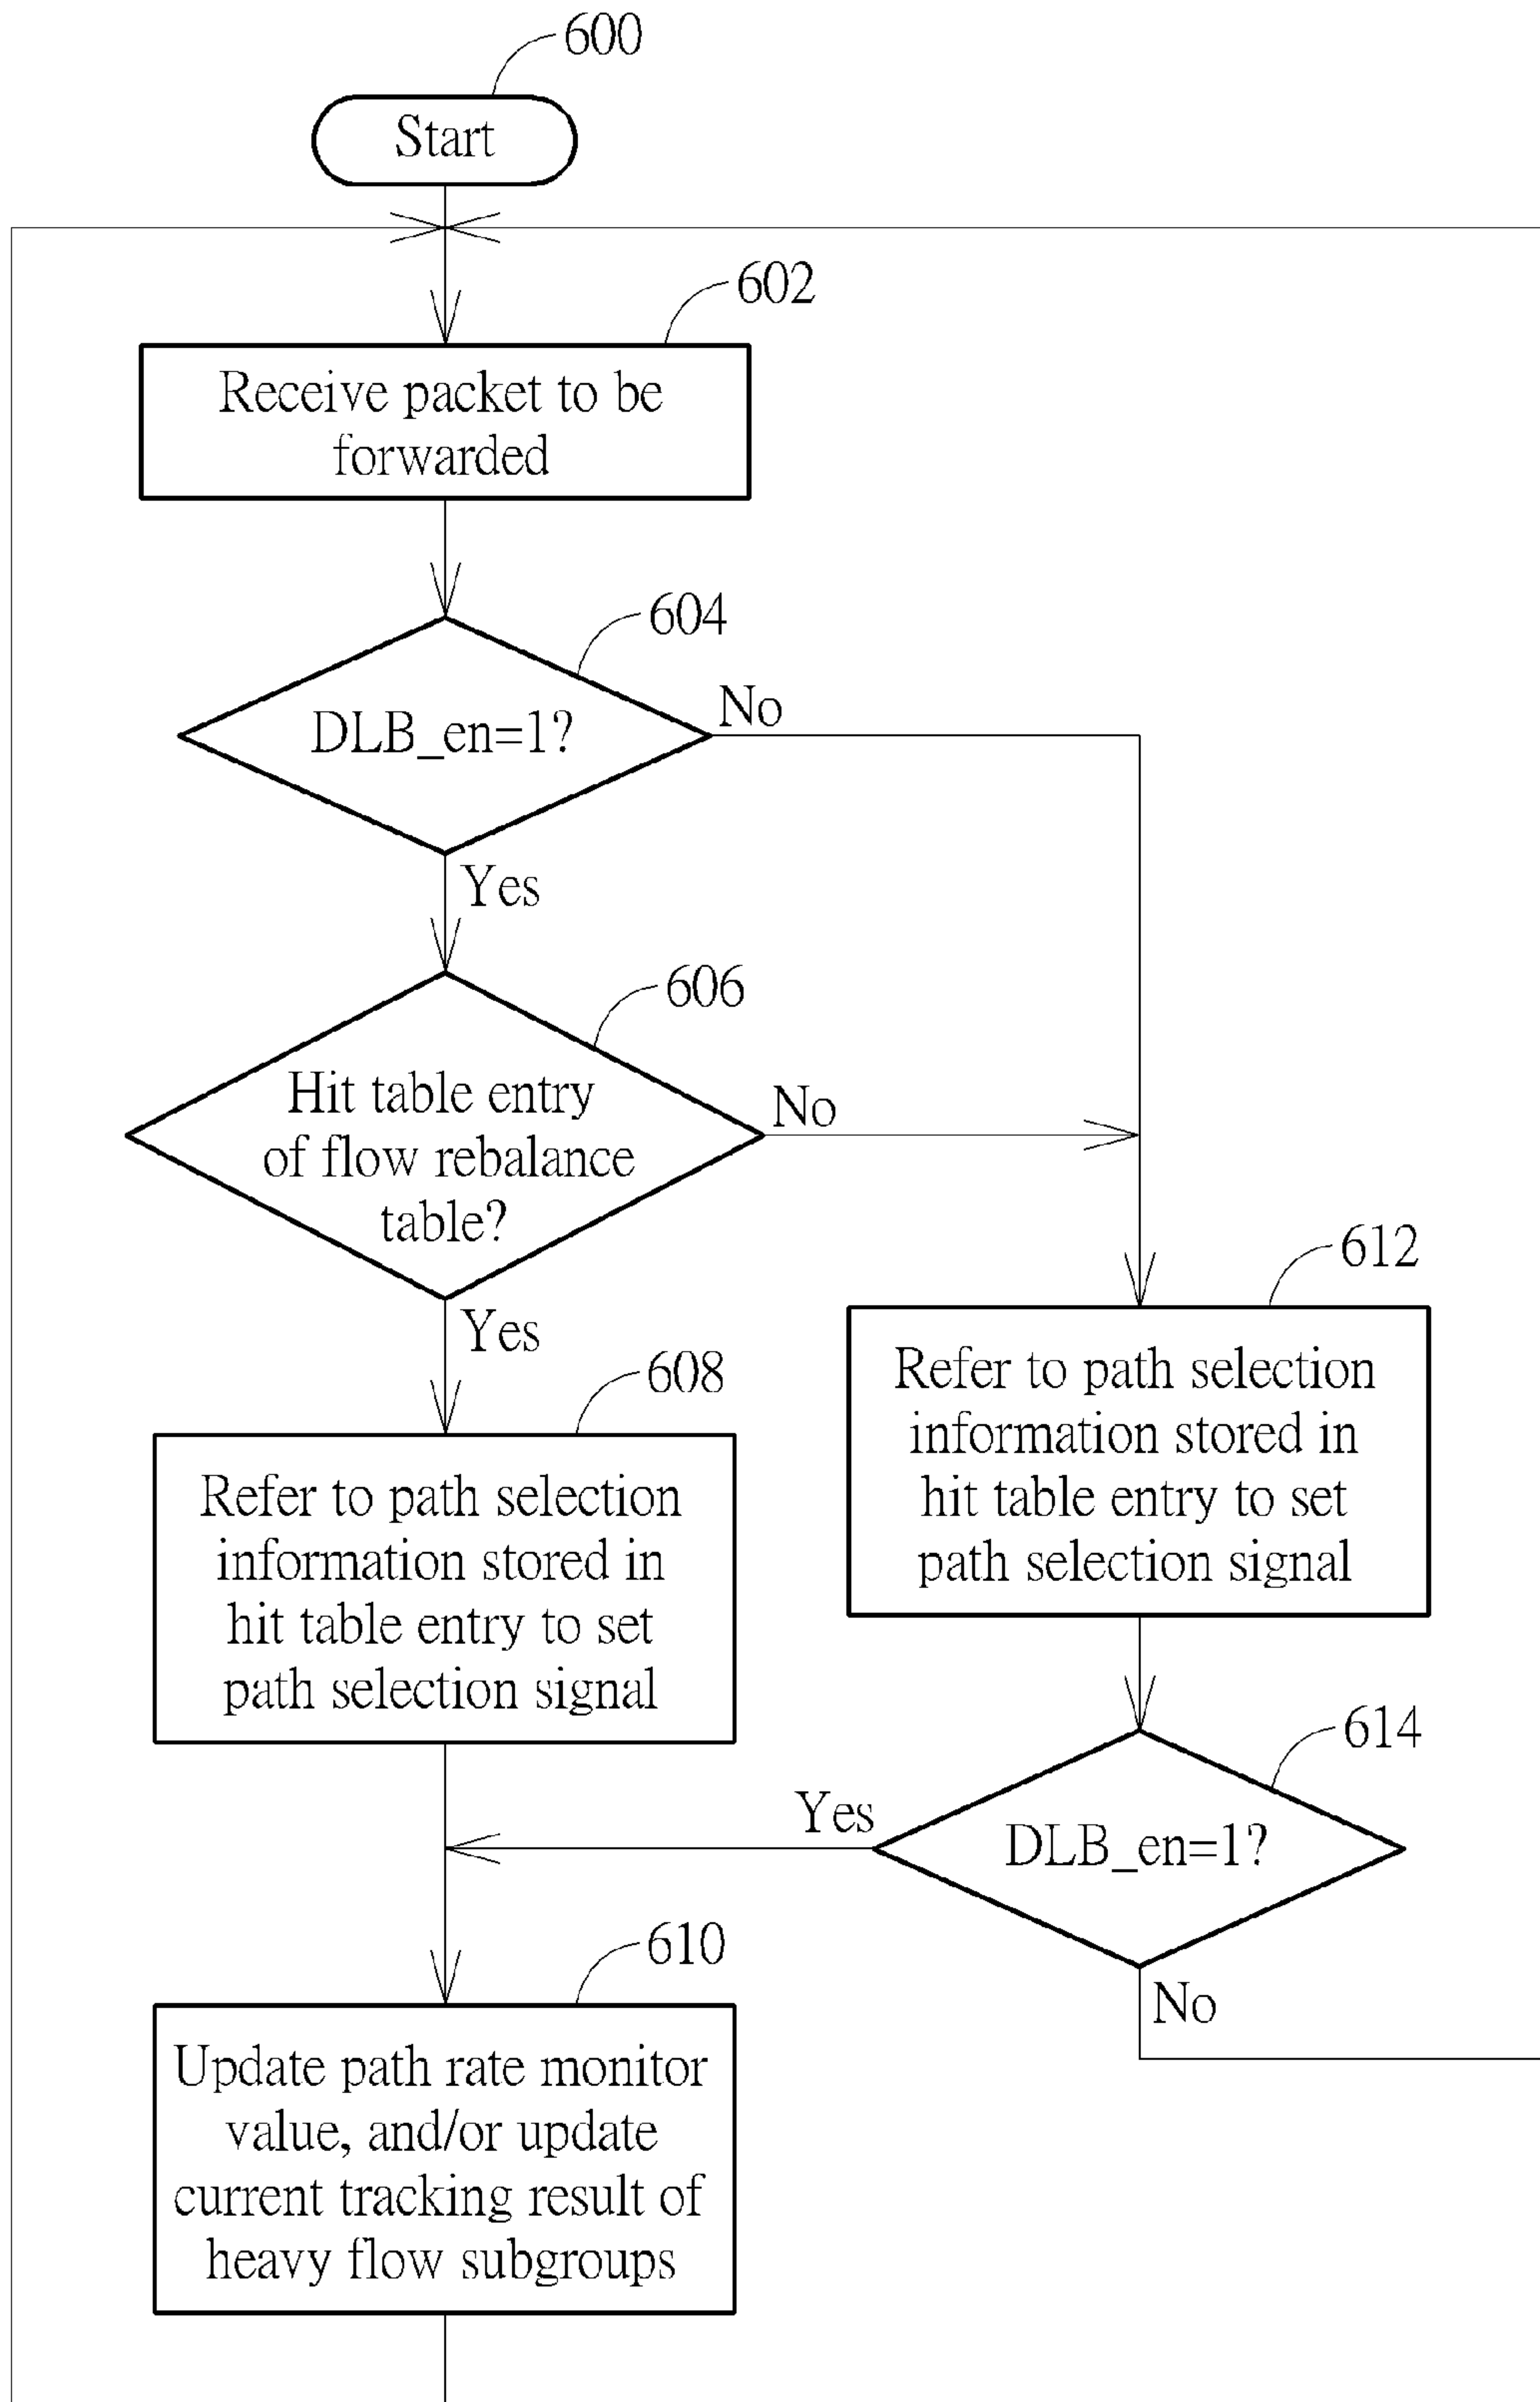 600
Start
602
Receive packet to be
forwarded
604
DLB_en=1?
No
Yes
606
Hit table entry
of flow rebalance
table?
No
Yes
608
Refer to path selection
information stored in
hit table entry to set
path selection signal
612
Refer to path selection
information stored in
hit table entry to set
path selection signal
614
DLB_en=1?
Yes
No
610
Update path rate monitor
value, and/or update
current tracking result of
heavy flow subgroups